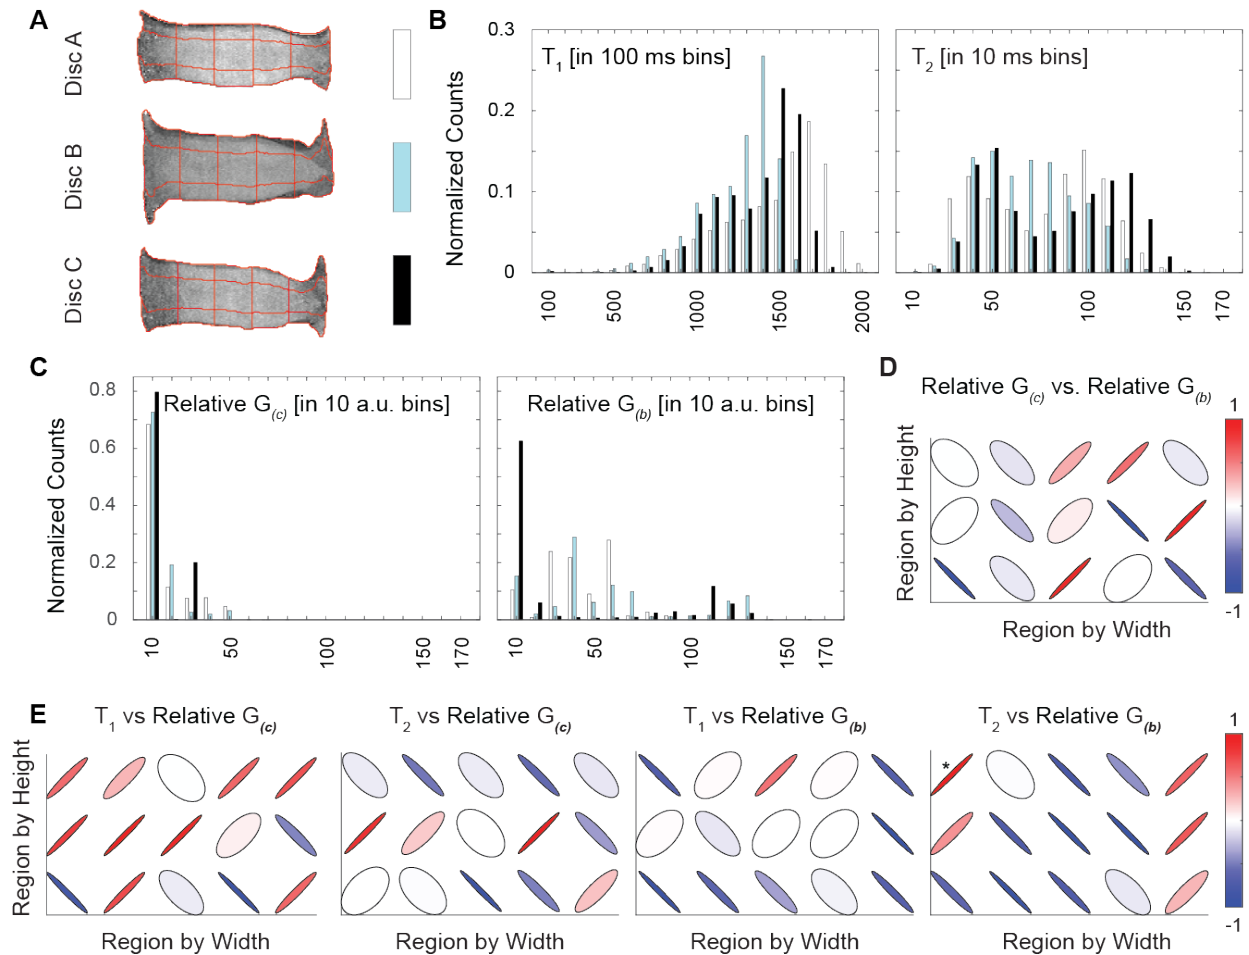 A
Disc A
Disc B
Disc C
B
Normalized Counts
0.3
0.2
0.1
0
T1 [in 100 ms bins]
100
500
1000
1500
2000
T2 [in 10 ms bins]
10
50
100
150
170
C
Normalized Counts
0.8
0.6
0.4
0.2
0
Relative G(c) [in 10 a.u. bins]
10
50
100
150
170
Relative G(b) [in 10 a.u. bins]
10
50
100
150
170
D
Relative G(c) vs. Relative G(b)
Region by Height
Region by Width
1
-1
E
T1 vs Relative G(c)
T2 vs Relative G(c)
T1 vs Relative G(b)
T2 vs Relative G(b)
Region by Height
*
1
-1
Region by Width
Region by Width
Region by Width
Region by Width